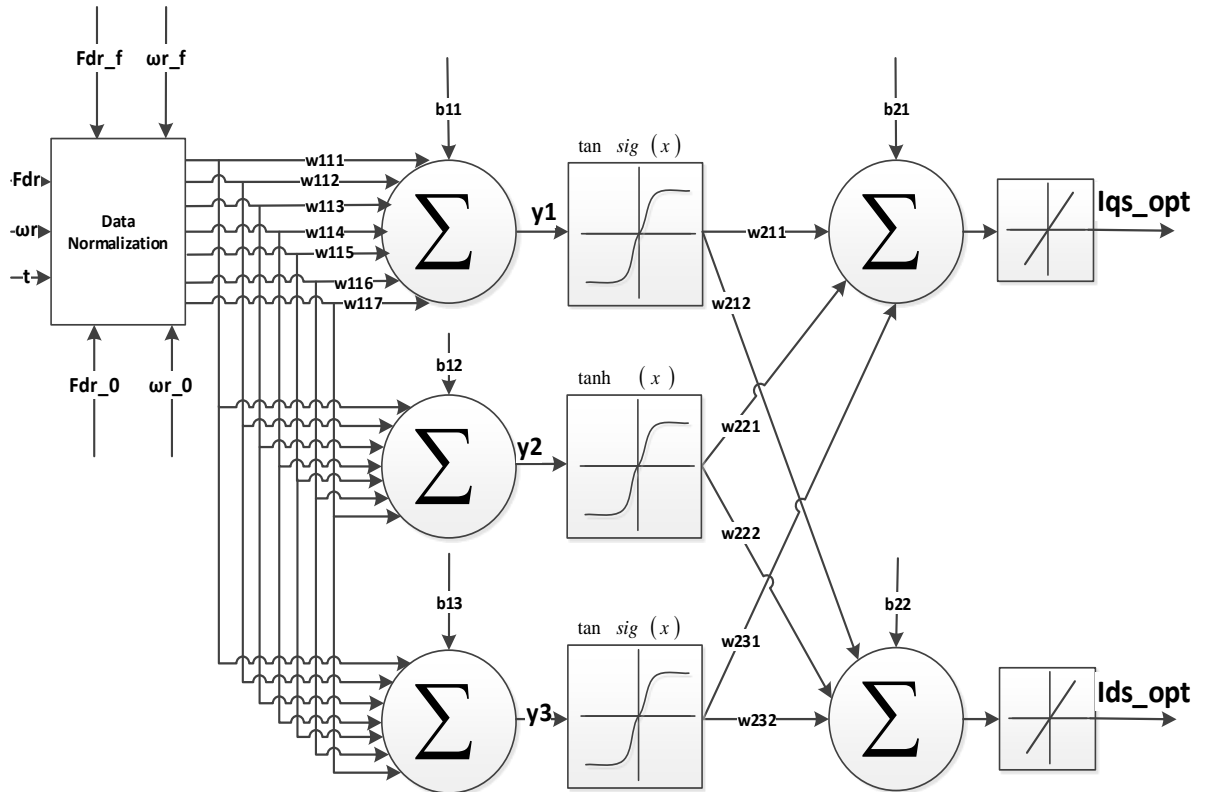 Fdr_f
ωr_f
b11
b21
tan sig (x)
Fdr
ωr
t
Data
Normalization
w111
w112
w113
w114
w115
w116
w117
Σ
y1
w211
w212
Σ
Iqs_opt
Fdr_0
ωr_0
b12
tanh (x)
Σ
y2
w221
w222
b13
b22
tan sig (x)
Σ
y3
w231
w232
Σ
Ids_opt